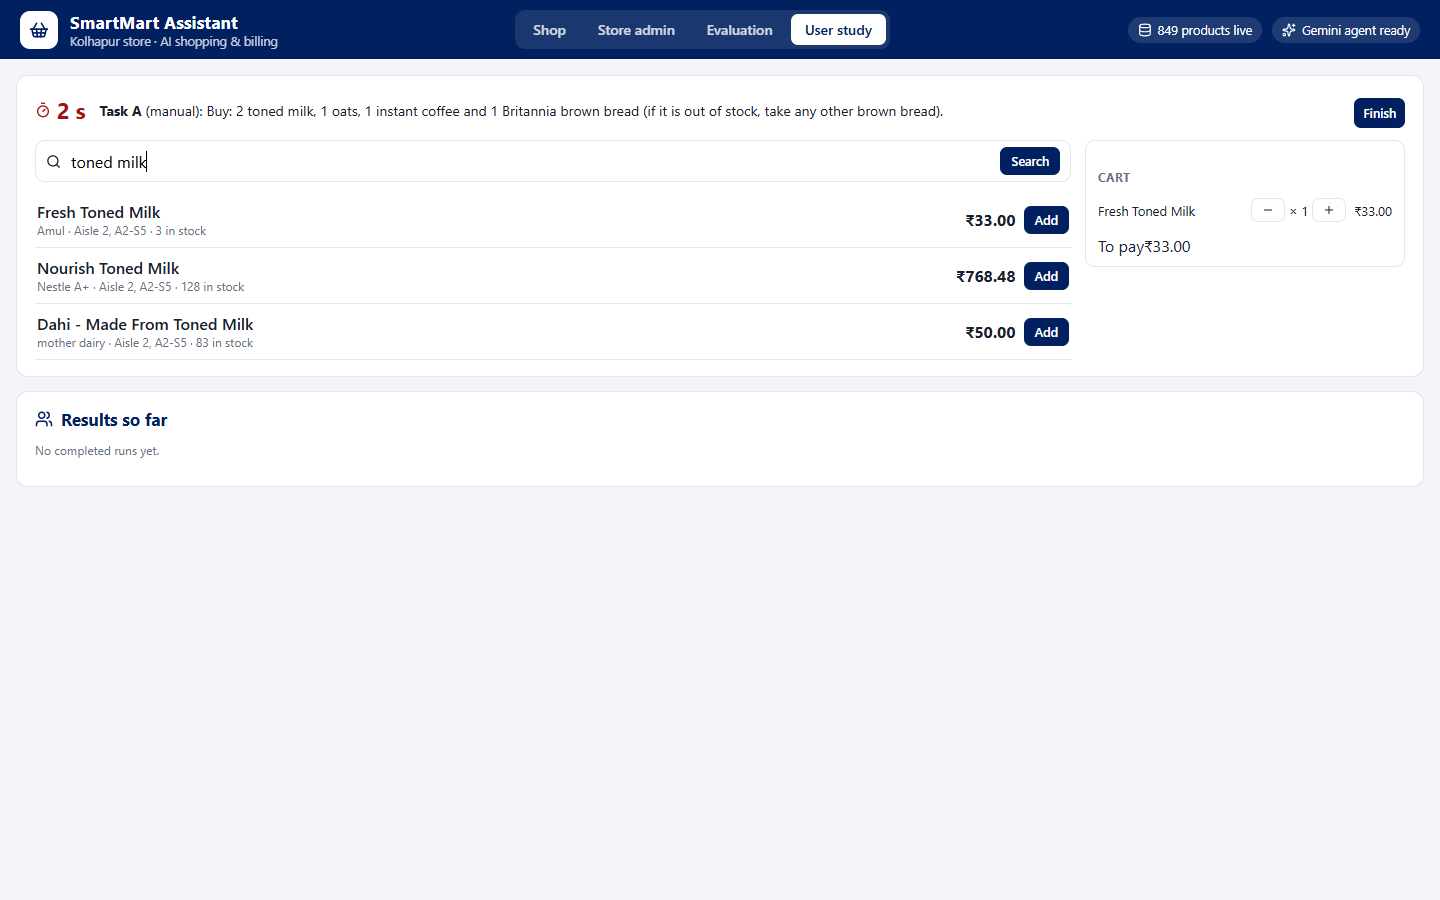 SmartMart Assistant
Kolhapur store · AI shopping & billing
Shop
Store admin
Evaluation
User study
849 products live
Gemini agent ready
2 s
Task A (manual): Buy: 2 toned milk, 1 oats, 1 instant coffee and 1 Britannia brown bread (if it is out of stock, take any other brown bread).
Finish
toned milk
Search
Fresh Toned Milk
Amul · Aisle 2, A2-S5 · 3 in stock
₹33.00
Add
Nourish Toned Milk
Nestle A+ · Aisle 2, A2-S5 · 128 in stock
₹768.48
Add
Dahi - Made From Toned Milk
mother dairy · Aisle 2, A2-S5 · 83 in stock
₹50.00
Add
CART
Fresh Toned Milk
− × 1 + ₹33.00
To pay₹33.00
Results so far
No completed runs yet.